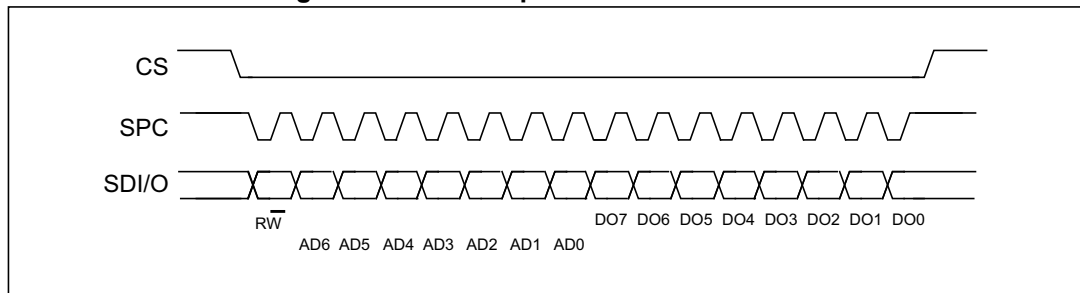 CS
SPC
SDI/O
RW
DO7 DO6 DO5 DO4 DO3 DO2 DO1 DO0
AD6 AD5 AD4 AD3 AD2 AD1 AD0